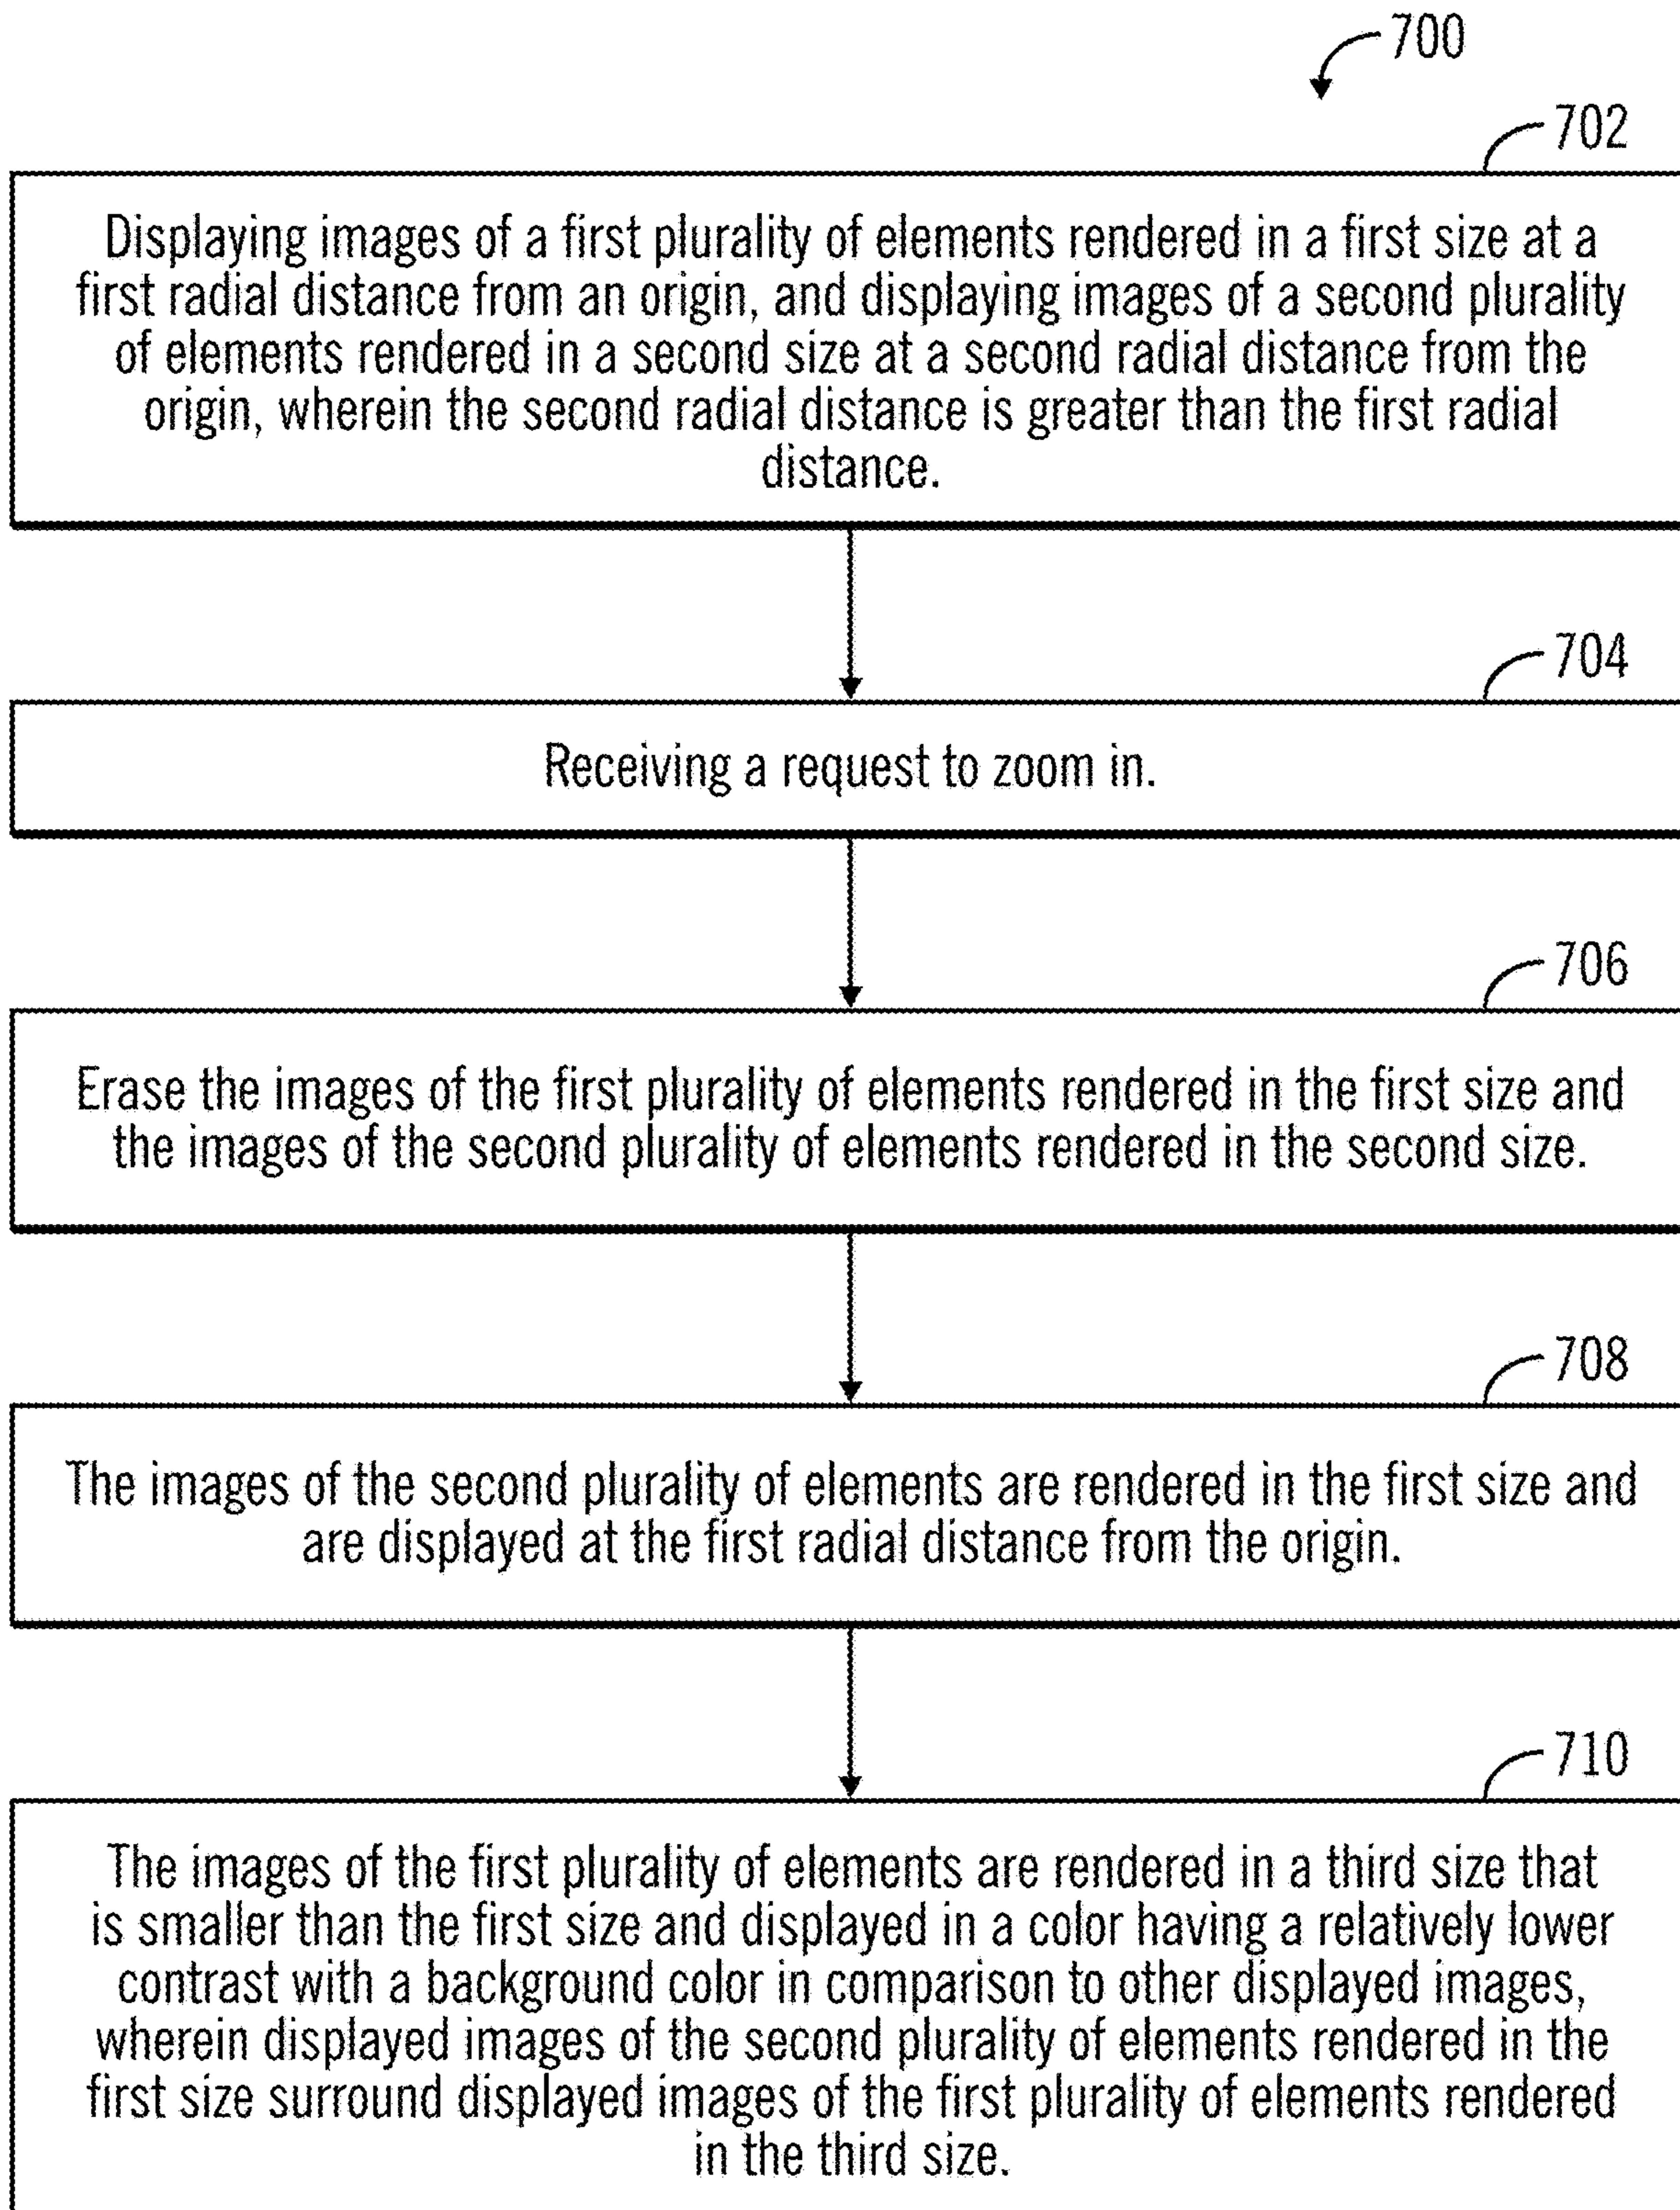 700
702
Displaying images of a first plurality of elements rendered in a first size at a
first radial distance from an origin, and displaying images of a second plurality
of elements rendered in a second size at a second radial distance from the
origin, wherein the second radial distance is greater than the first radial
distance.
704
Receiving a request to zoom in.
706
Erase the images of the first plurality of elements rendered in the first size and
the images of the second plurality of elements rendered in the second size.
708
The images of the second plurality of elements are rendered in the first size and
are displayed at the first radial distance from the origin.
710
The images of the first plurality of elements are rendered in a third size that
is smaller than the first size and displayed in a color having a relatively lower
contrast with a background color in comparison to other displayed images,
wherein displayed images of the second plurality of elements rendered in the
first size surround displayed images of the first plurality of elements rendered
in the third size.